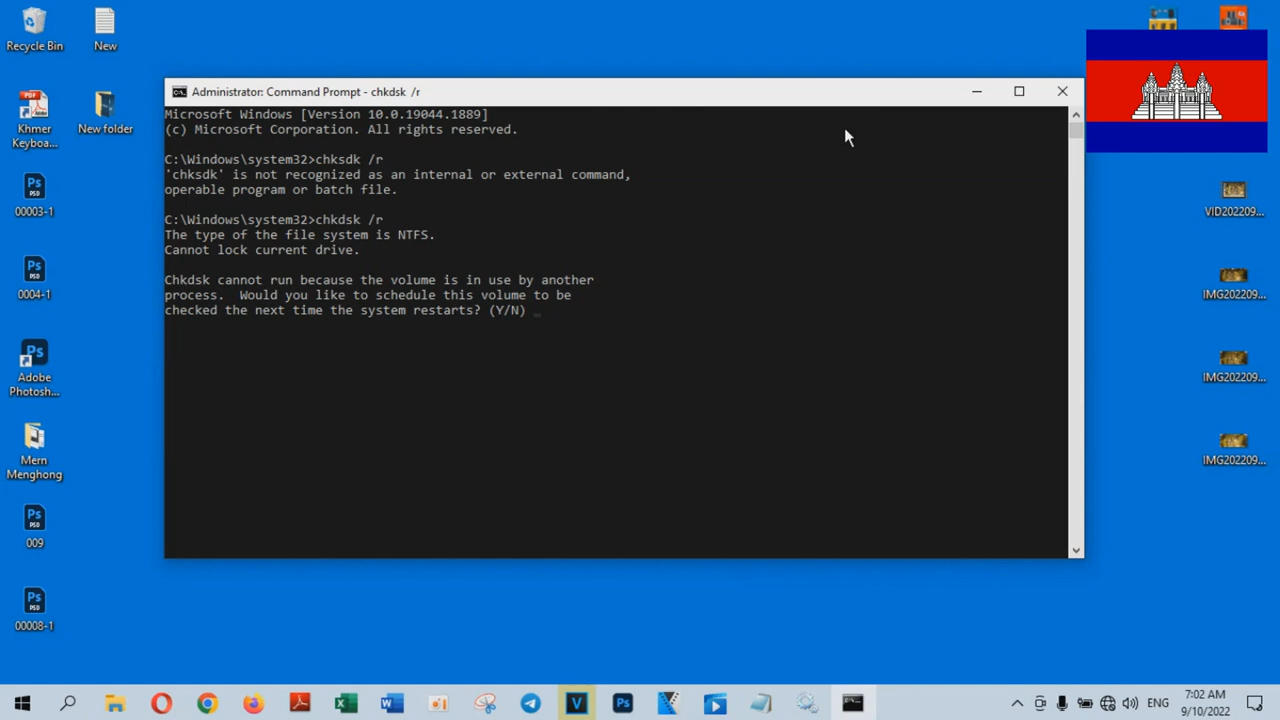 Recycle Bin
New
Khmer
Keyboa...
New folder
00003-1
0004-1
Adobe
Photosh...
Mern
Menghong
009
00008-1
Administrator: Command Prompt - chkdsk /r
Microsoft Windows [Version 10.0.19044.1889]
(c) Microsoft Corporation. All rights reserved.
C:\Windows\system32>chksdk /r
'chksdk' is not recognized as an internal or external command,
operable program or batch file.
C:\Windows\system32>chkdsk /r
The type of the file system is NTFS.
Cannot lock current drive.
Chkdsk cannot run because the volume is in use by another
process.  Would you like to schedule this volume to be
checked the next time the system restarts? (Y/N) _
VID202209...
IMG202209...
IMG202209...
IMG202209...
ENG
7:02 AM
9/10/2022